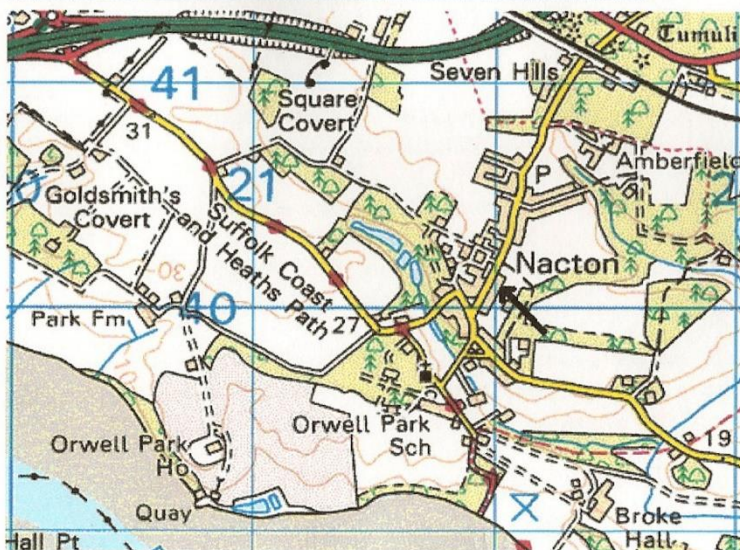 Tumuli
Seven Hills
41
Square
Covert
31
Amberfield
P
21
Goldsmith's
Covert
Suffolk Coast
and Heaths Path
Nacton
30
40
27
Park Fm
Orwell Park
Sch
19
Orwell Park
Ho
Quay
Broke
Hall
Hall Pt